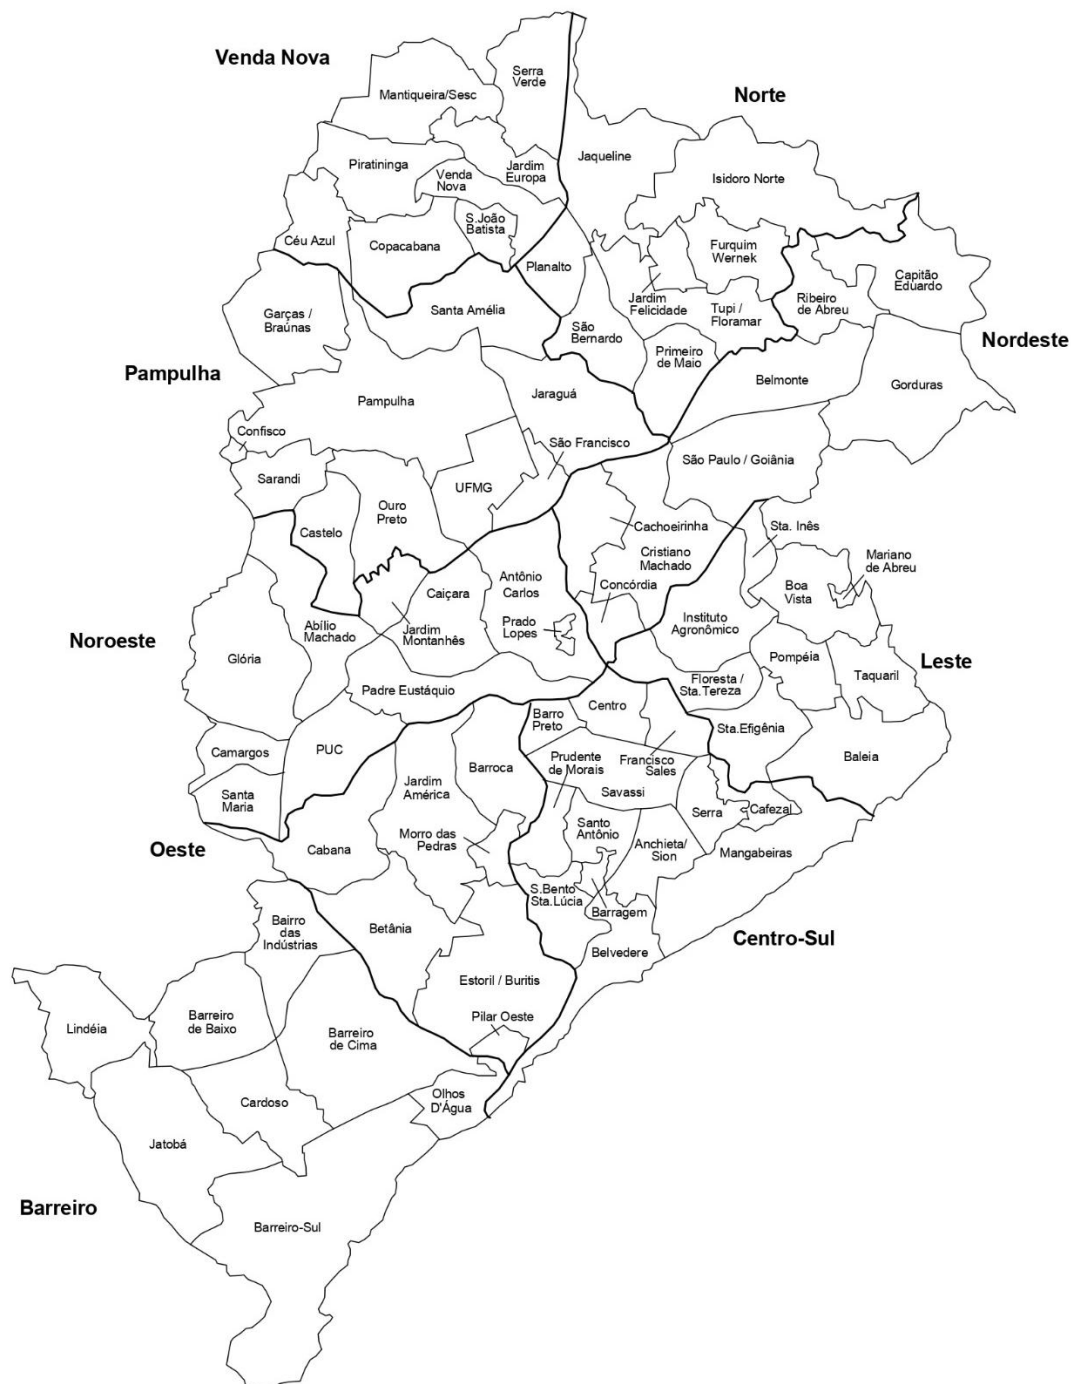 Venda Nova
Serra
Verde
Mantiqueira/Sesc
Norte
Piratininga
Jardim
Europa
Jaqueline
Venda
Nova
Isidoro Norte
Céu Azul
Copacabana
S.João
Batista
Planalto
Furquim
Wernek
Capitão
Eduardo
Jardim
Felicidade
Tupi /
Floramar
Ribeiro
de Abreu
Garças /
Braúnas
Santa Amélia
São
Bernardo
Primeiro
de Maio
Nordeste
Pampulha
Belmonte
Gorduras
Pampulha
Jaraguá
Confisco
São Francisco
São Paulo / Goiânia
Sarandi
UFMG
Ouro
Preto
Castelo
Cachoeirinha
Sta. Inês
Cristiano
Machado
Mariano
de Abreu
Antônio
Carlos
Concórdia
Boa
Vista
Caiçara
Noroeste
Abílio
Machado
Jardim
Montanhês
Prado
Lopes
Instituto
Agronômico
Glória
Pompéia
Leste
Padre Eustáquio
Floresta /
Sta.Tereza
Taquaril
Centro
Barro
Preto
Sta.Efigênia
Camargos
PUC
Baleia
Barroca
Prudente
de Morais
Francisco
Sales
Jardim
América
Savassi
Santa
Maria
Serra
Cafezal
Morro das
Pedras
Santo
Antônio
Anchieta/
Sion
Oeste
Cabana
Mangabeiras
S.Bento
Sta.Lúcia
Barragem
Bairro
das
Indústrias
Betânia
Centro-Sul
Belvedere
Estoril / Buritis
Pilar Oeste
Lindéia
Barreiro
de Baixo
Barreiro
de Cima
Cardoso
Olhos
D'Água
Jatobá
Barreiro
Barreiro-Sul